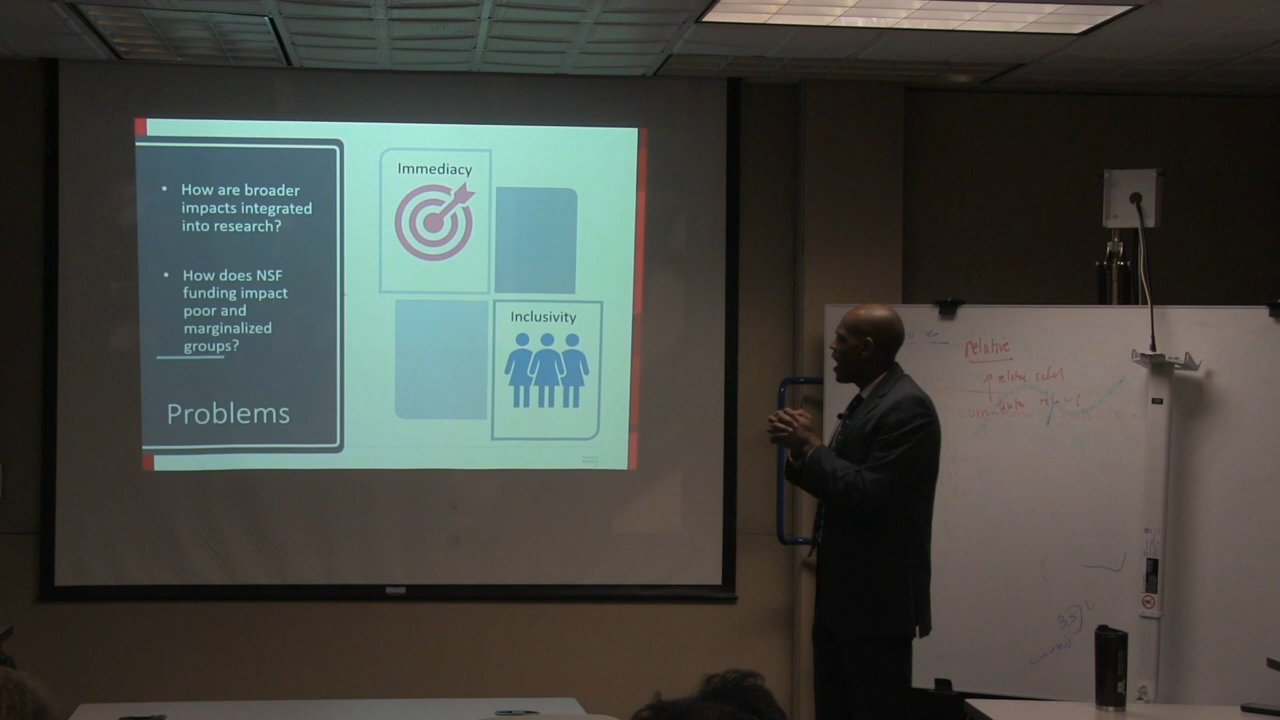 • How are broader
impacts integrated
into research?
• How does NSF
funding impact
poor and
marginalized
groups?
Problems
Immediacy
Inclusivity
relative